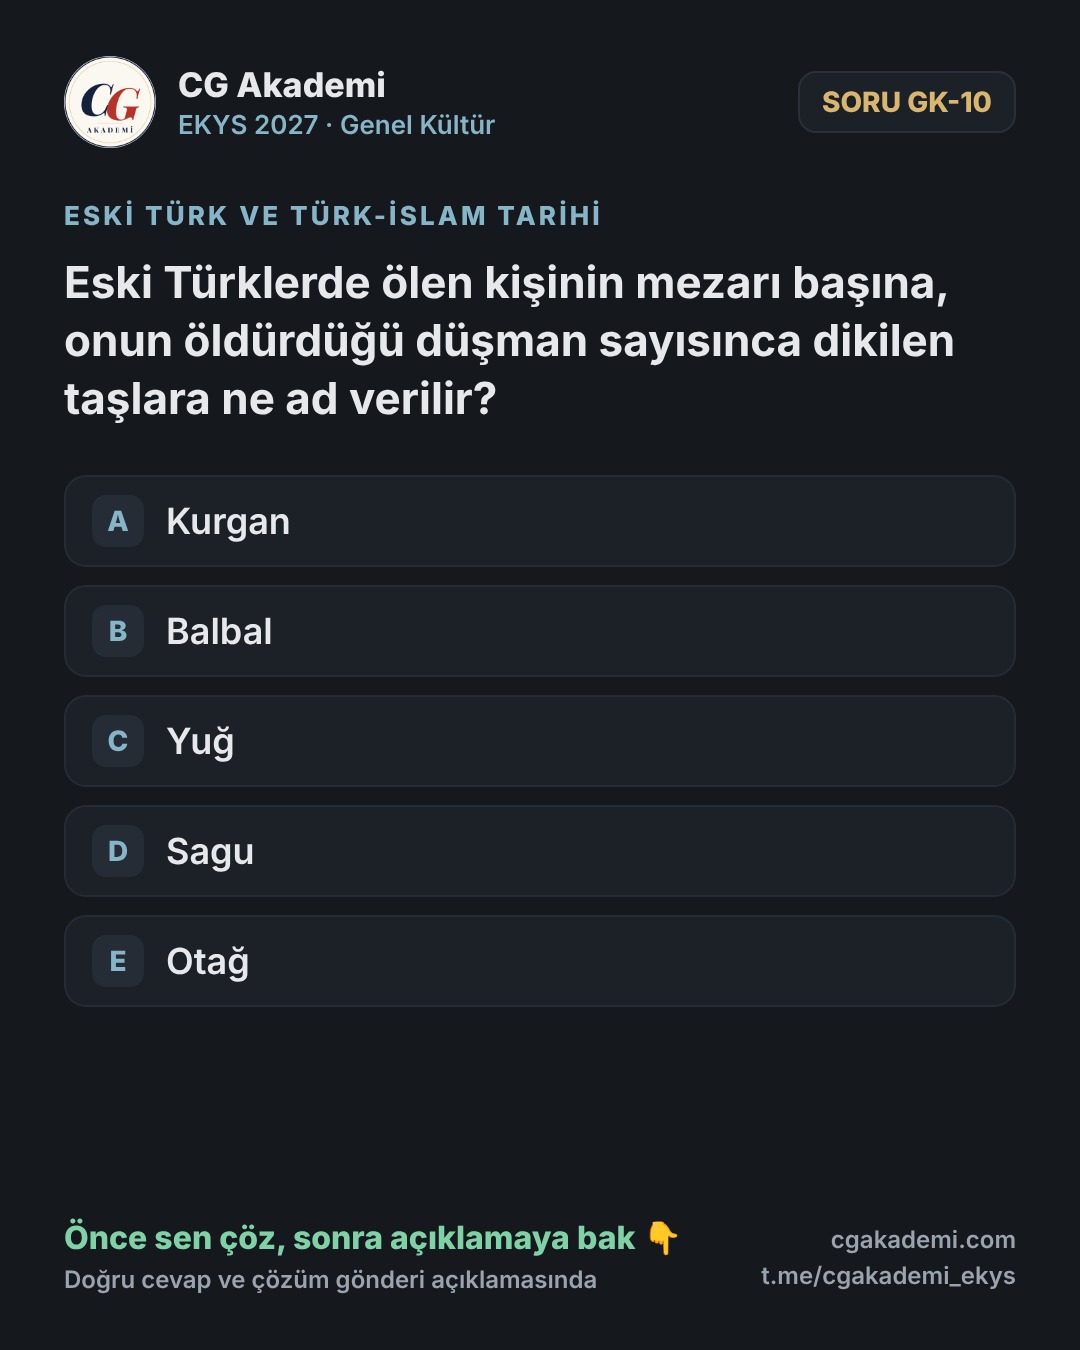 CG
AKADEMİ
CG Akademi
EKYS 2027 · Genel Kültür
SORU GK-10
ESKİ TÜRK VE TÜRK-İSLAM TARİHİ
Eski Türklerde ölen kişinin mezarı başına,
onun öldürdüğü düşman sayısınca dikilen
taşlara ne ad verilir?
A Kurgan
B Balbal
C Yuğ
D Sagu
E Otağ
Önce sen çöz, sonra açıklamaya bak 👇
Doğru cevap ve çözüm gönderi açıklamasında
cgakademi.com
t.me/cgakademi_ekys